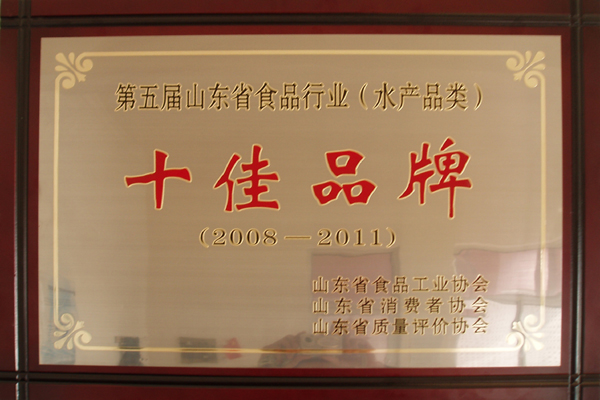 第五届山东省食品行业（水产品类）
十佳品牌
(2008—2011)
山东省食品工业协会
山东省消费者协会
山东省质量评价协会